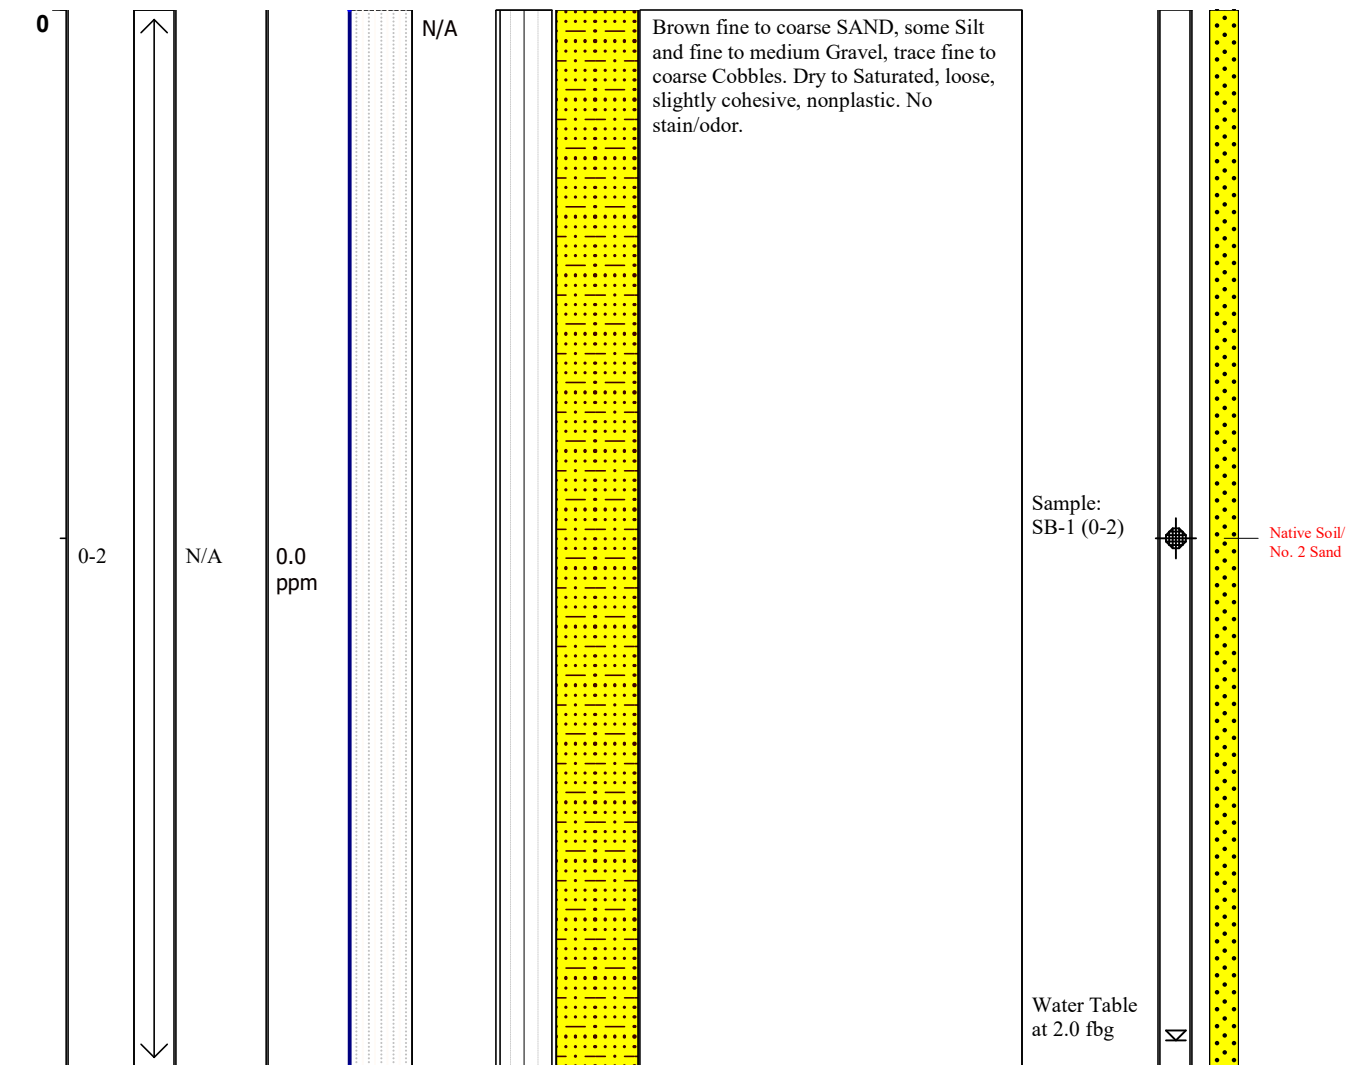 0
N/A
Brown fine to coarse SAND, some Silt
and fine to medium Gravel, trace fine to
coarse Cobbles. Dry to Saturated, loose,
slightly cohesive, nonplastic. No
stain/odor.
Sample:
SB-1 (0-2)
Native Soil/
No. 2 Sand
0-2
N/A
0.0
ppm
Water Table
at 2.0 fbg